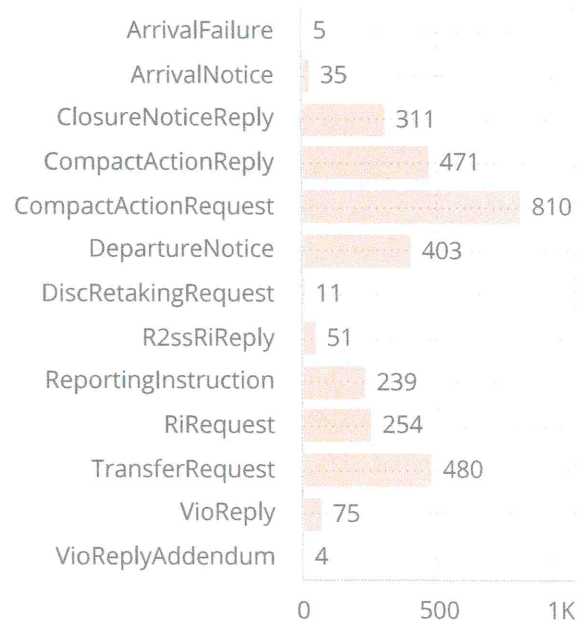 ArrivalFailure 5
ArrivalNotice 35
ClosureNoticeReply 311
CompactActionReply 471
CompactActionRequest 810
DepartureNotice 403
DiscRetakingRequest 11
R2ssRiReply 51
ReportingInstruction 239
RiRequest 254
TransferRequest 480
VioReply 75
VioReplyAddendum 4
0 500 1K